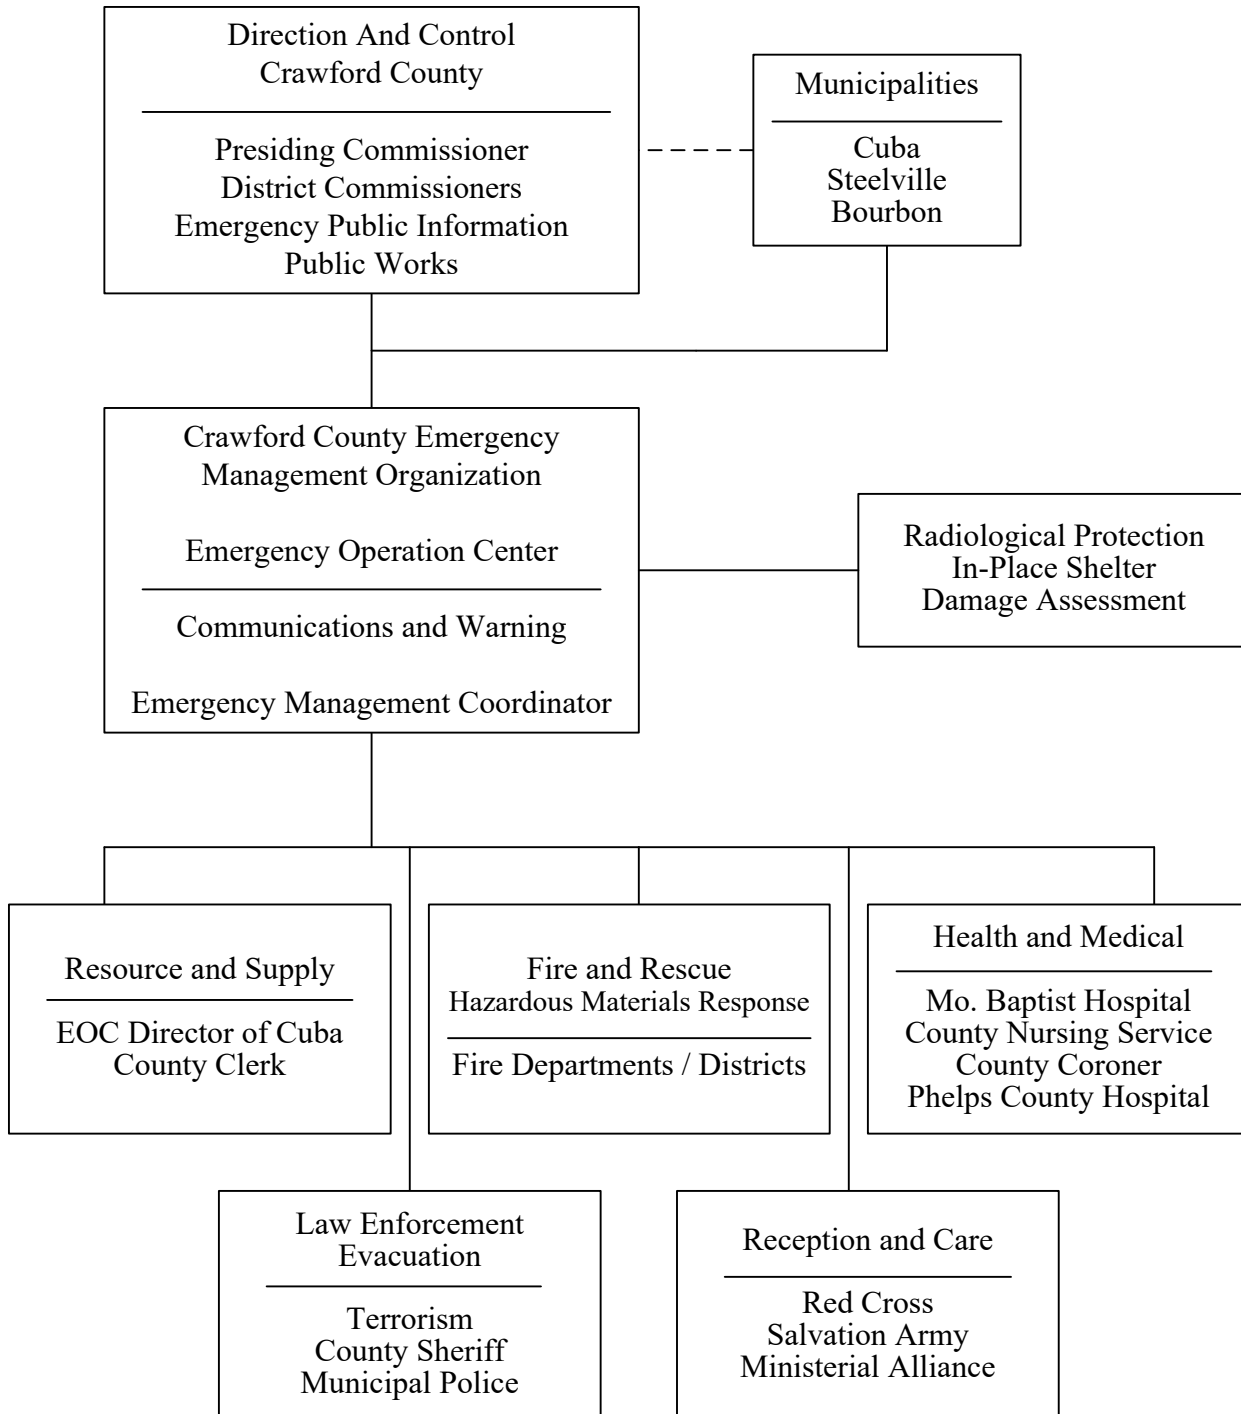 Direction And Control
Crawford County
Presiding Commissioner
District Commissioners
Emergency Public Information
Public Works
Municipalities
Cuba
Steelville
Bourbon
Crawford County Emergency
Management Organization
Emergency Operation Center
Communications and Warning
Emergency Management Coordinator
Radiological Protection
In-Place Shelter
Damage Assessment
Resource and Supply
EOC Director of Cuba
County Clerk
Fire and Rescue
Hazardous Materials Response
Fire Departments / Districts
Health and Medical
Mo. Baptist Hospital
County Nursing Service
County Coroner
Phelps County Hospital
Law Enforcement
Evacuation
Terrorism
County Sheriff
Municipal Police
Reception and Care
Red Cross
Salvation Army
Ministerial Alliance